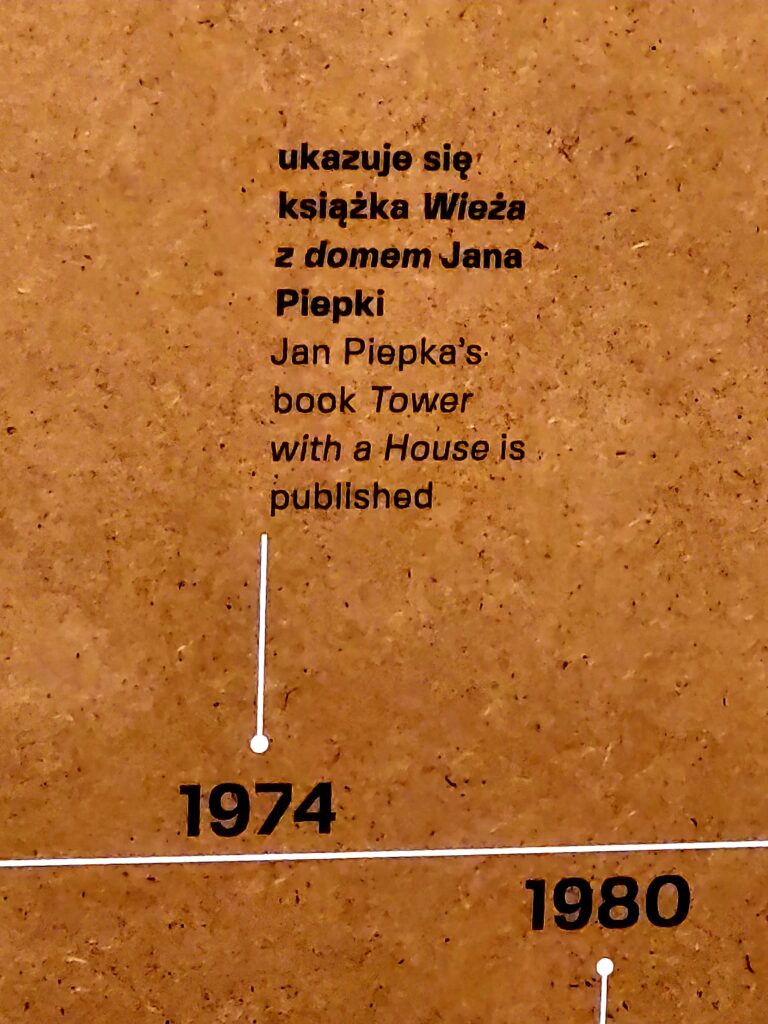 ukazuje się
książka Wieża
z domem Jana
Piepki
Jan Piepka's
book Tower
with a House is
published
1974
1980